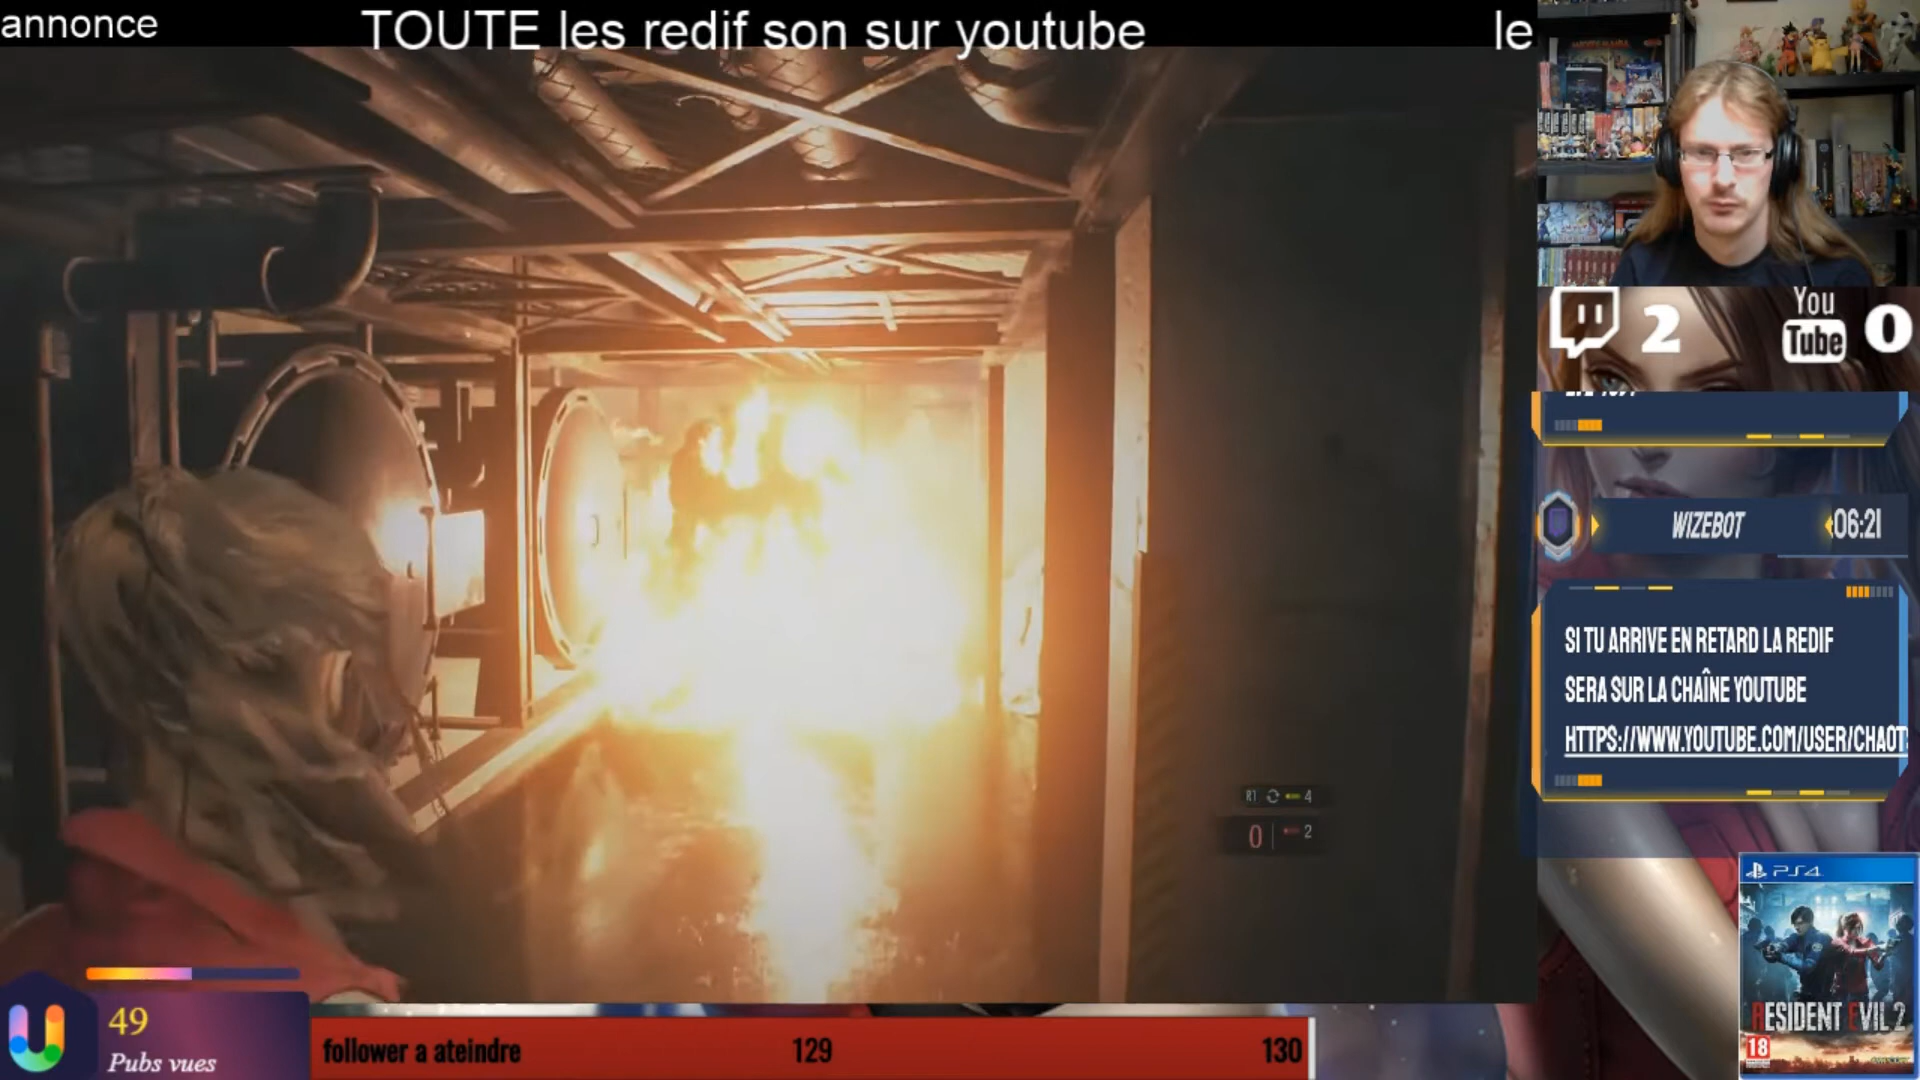 annonce
TOUTE les redif son sur youtube
le
2
You
Tube
0
WIZEBOT
06:21
SI TU ARRIVE EN RETARD LA REDIF
SERA SUR LA CHAÎNE YOUTUBE
HTTPS://WWW.YOUTUBE.COM/USER/CHAOT
R1
4
0
2
PS4
RESIDENT EVIL 2
18
49
Pubs vues
follower a ateindre
129
130